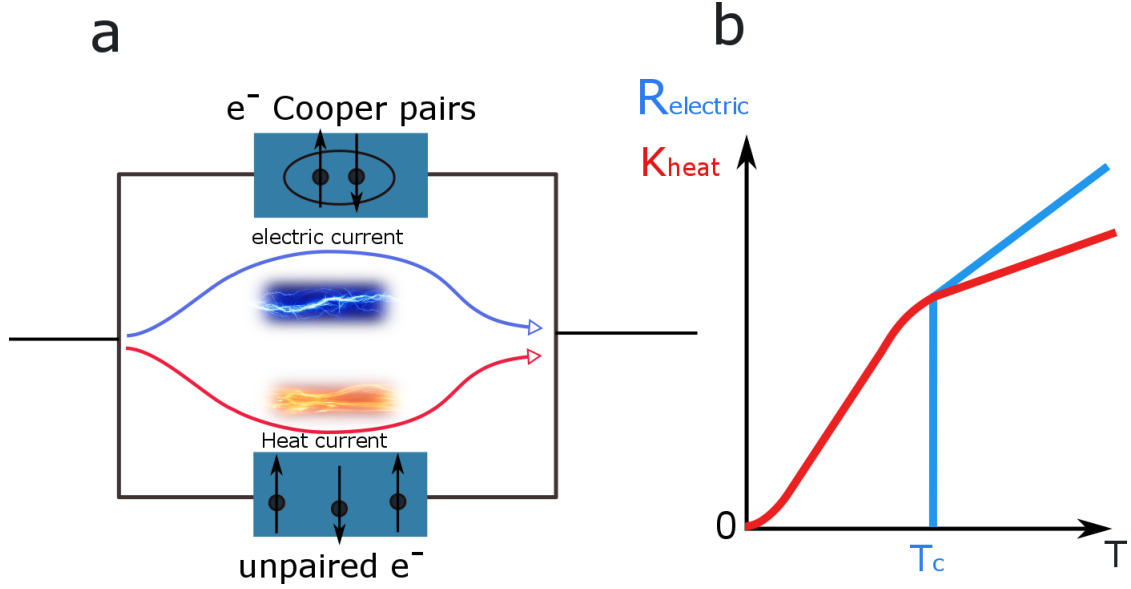 a
e⁻ Cooper pairs
electric current
Heat current
unpaired e⁻
b
Relectric
Kheat
0
Tc
T